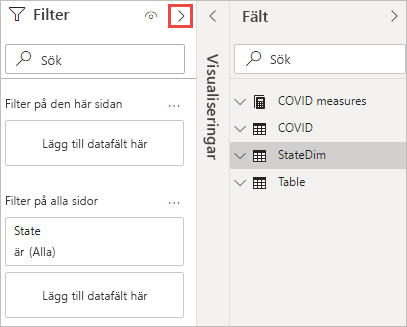 Filter
Sök
Filter på den här sidan
...
Lägg till datafält här
Filter på alla sidor
...
State
är (Alla)
Lägg till datafält här
Visualiseringar
Fält
Sök
COVID measures
COVID
StateDim
Table